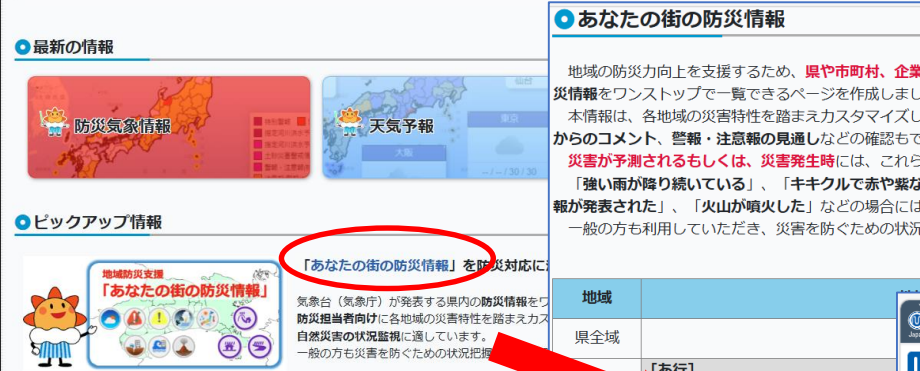 最新の情報
防災気象情報
天気予報
仙台
東京
大阪
- / - / 30 / 30
ピックアップ情報
地域防災支援
「あなたの街の防災情報」
「あなたの街の防災情報」を防災対応に
気象台（気象庁）が発表する県内の防災情報をワ
防災担当者向けに各地域の災害特性を踏まえカス
自然災害の状況監視に適しています。
一般の方も災害を防ぐための状況把握
あなたの街の防災情報
地域の防災力向上を支援するため、県や市町村、企業
災情報をワンストップで一覧できるページを作成しまし
本情報は、各地域の災害特性を踏まえカスタマイズし
からのコメント、警報・注意報の見通しなどの確認もで
災害が予測されるもしくは、災害発生時には、これら
「強い雨が降り続いている」、「キキクルで赤や紫な
報が発表された」、「火山が噴火した」などの場合には
一般の方も利用していただき、災害を防ぐための状況
地域
県全域
[あ行]